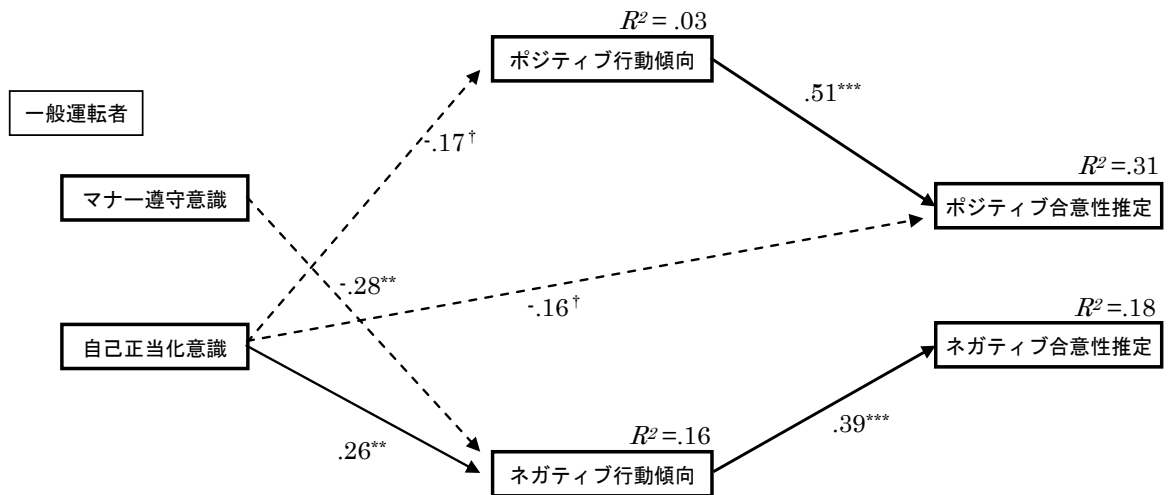 R² = .03
ポジティブ行動傾向
.51***
一般運転者
-.17†
R² =.31
マナー遵守意識
ポジティブ合意性推定
-.28**
-.16†
R² =.18
自己正当化意識
ネガティブ合意性推定
R² =.16
.39***
.26**
ネガティブ行動傾向